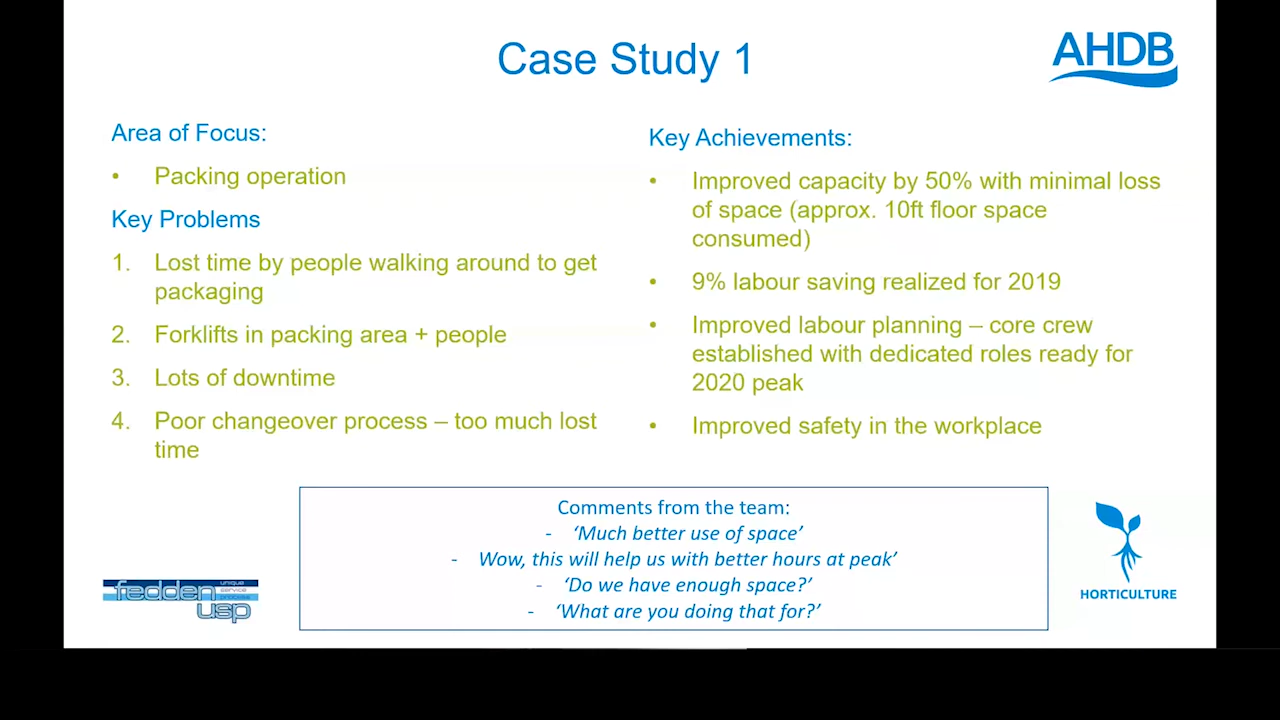 Case Study 1
AHDB
Area of Focus:
• Packing operation
Key Problems
1. Lost time by people walking around to get
packaging
2. Forklifts in packing area + people
3. Lots of downtime
4. Poor changeover process – too much lost
time
Key Achievements:
• Improved capacity by 50% with minimal loss
of space (approx. 10ft floor space
consumed)
• 9% labour saving realized for 2019
• Improved labour planning – core crew
established with dedicated roles ready for
2020 peak
• Improved safety in the workplace
Comments from the team:
- ‘Much better use of space’
- Wow, this will help us with better hours at peak’
- ‘Do we have enough space?’
- ‘What are you doing that for?’
fedden
unique
service
usp
HORTICULTURE